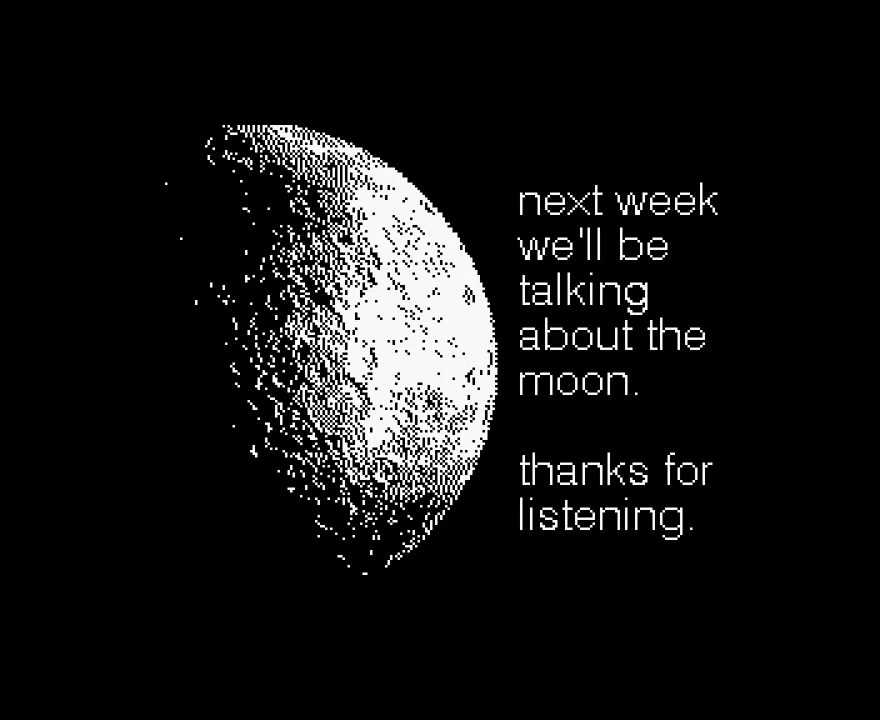 next week
we'll be
talking
about the
moon.
thanks for
listening.